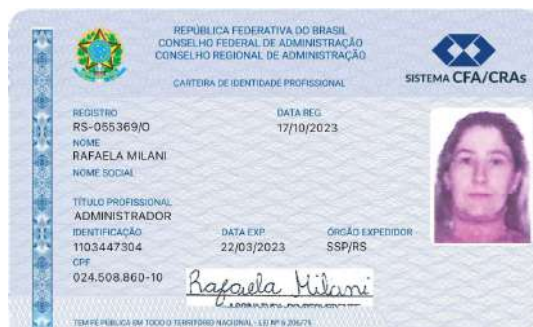 REPÚBLICA FEDERATIVA DO BRASIL
CONSELHO FEDERAL DE ADMINISTRAÇÃO
CONSELHO REGIONAL DE ADMINISTRAÇÃO
CARTEIRA DE IDENTIDADE PROFISSIONAL
SISTEMA CFA/CRAs
REGISTRO DATA REG.
RS-055369/O 17/10/2023
NOME
RAFAELA MILANI
NOME SOCIAL
TÍTULO PROFISSIONAL
ADMINISTRADOR
IDENTIFICAÇÃO DATA EXP ÓRGÃO EXPEDIDOR
1103447304 22/03/2023 SSP/RS
CPF
024.508.860-10
Rafaela Milani
TEM FÉ PÚBLICA EM TODO O TERRITÓRIO NACIONAL - LEI Nº 6.206/75